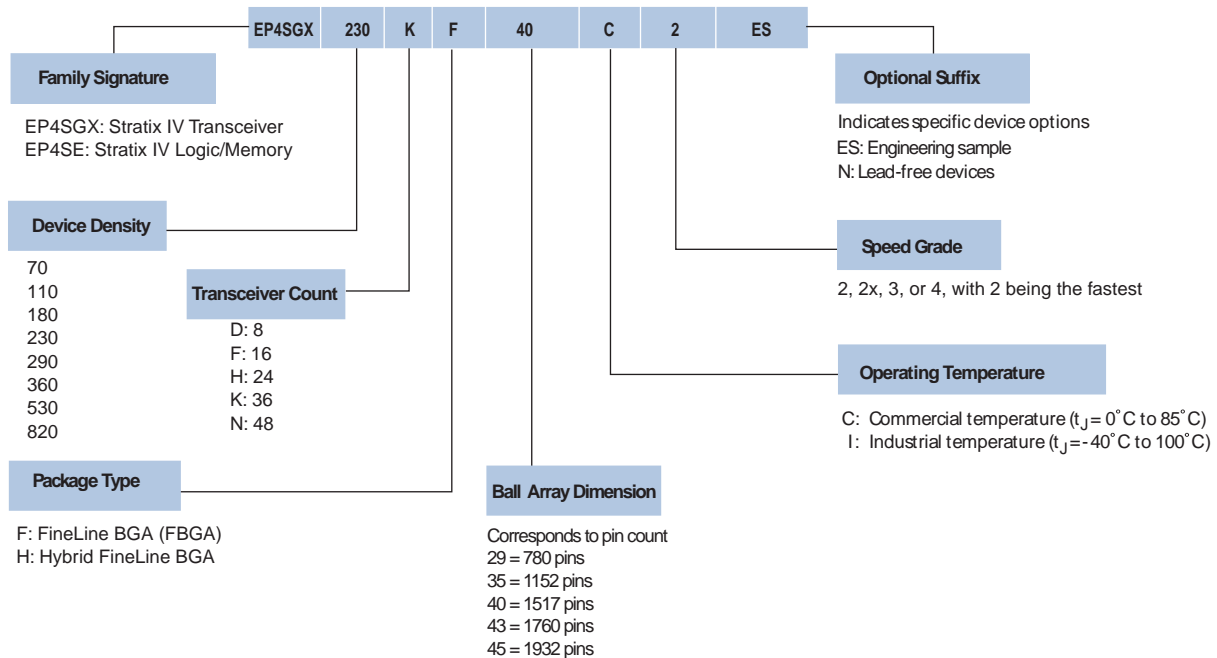 EP4SGX 230 K F 40 C 2 ES
Family Signature
EP4SGX: Stratix IV Transceiver
EP4SE: Stratix IV Logic/Memory
Optional Suffix
Indicates specific device options
ES: Engineering sample
N: Lead-free devices
Device Density
70
110
180
230
290
360
530
820
Transceiver Count
D: 8
F: 16
H: 24
K: 36
N: 48
Speed Grade
2, 2x, 3, or 4, with 2 being the fastest
Operating Temperature
C: Commercial temperature (tJ = 0˚C to 85˚C)
I: Industrial temperature (tJ = -40˚C to 100˚C)
Package Type
F: FineLine BGA (FBGA)
H: Hybrid FineLine BGA
Ball Array Dimension
Corresponds to pin count
29 = 780 pins
35 = 1152 pins
40 = 1517 pins
43 = 1760 pins
45 = 1932 pins